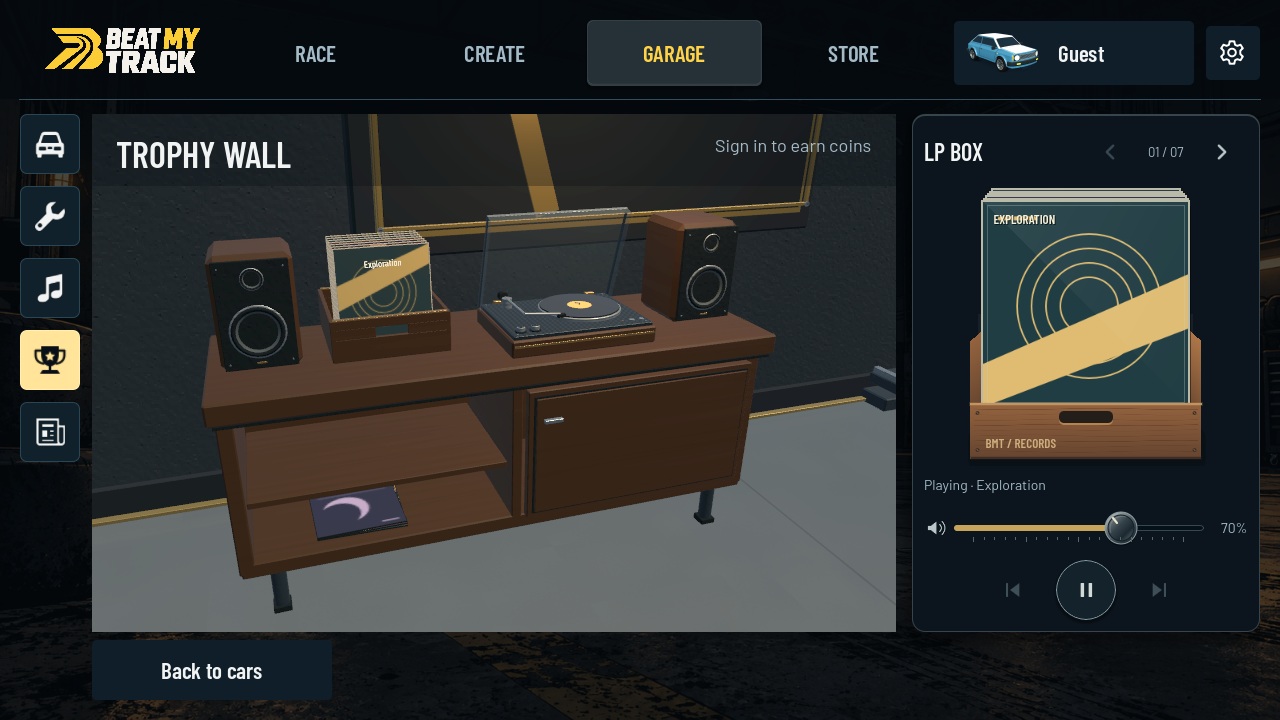 BEAT MY
TRACK
RACE
CREATE
GARAGE
STORE
Guest
TROPHY WALL
Sign in to earn coins
Exploration
LP BOX
01 / 07
EXPLORATION
BMT / RECORDS
Playing · Exploration
70%
Back to cars